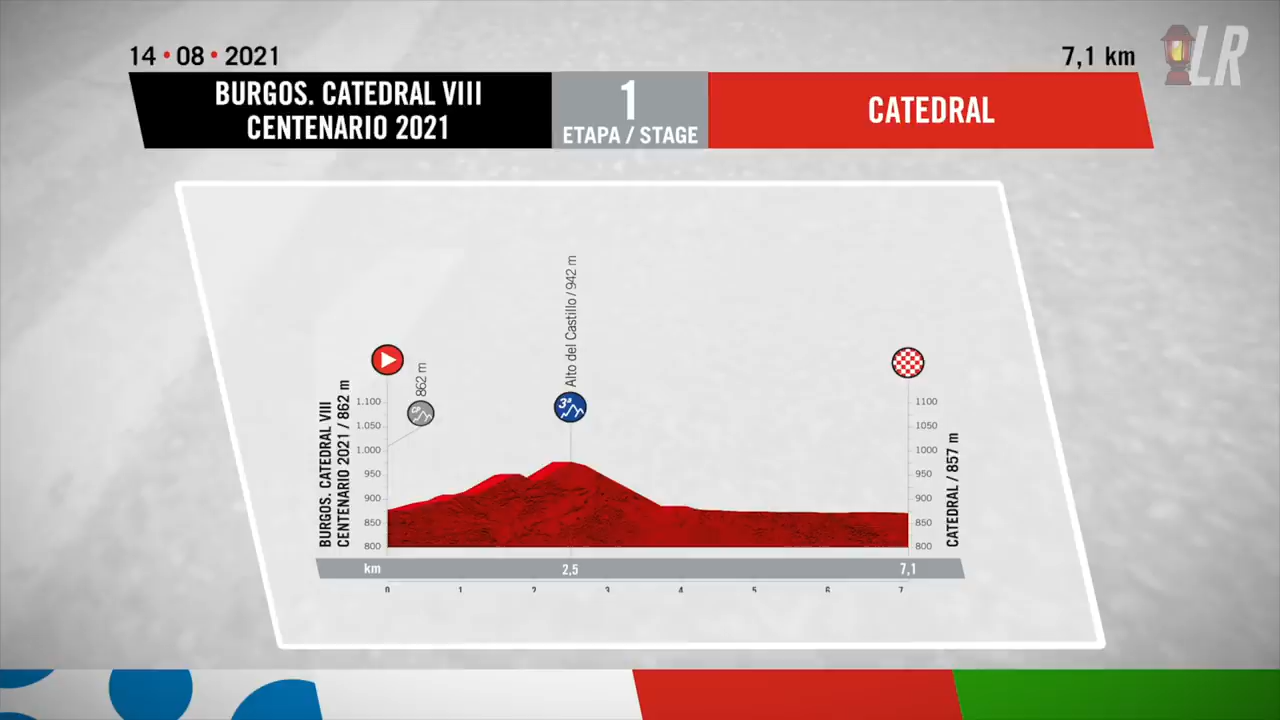 14 • 08 • 2021
7,1 km
LR
BURGOS. CATEDRAL VIII
CENTENARIO 2021
1
ETAPA / STAGE
CATEDRAL
Alto del Castillo / 942 m
862 m
3ª
CP
BURGOS. CATEDRAL VIII
CENTENARIO 2021 / 862 m
1.100
1.050
1.000
950
900
850
800
1100
1050
1000
950
900
850
800
CATEDRAL / 857 m
km 2,5 7,1
0 1 2 3 4 5 6 7